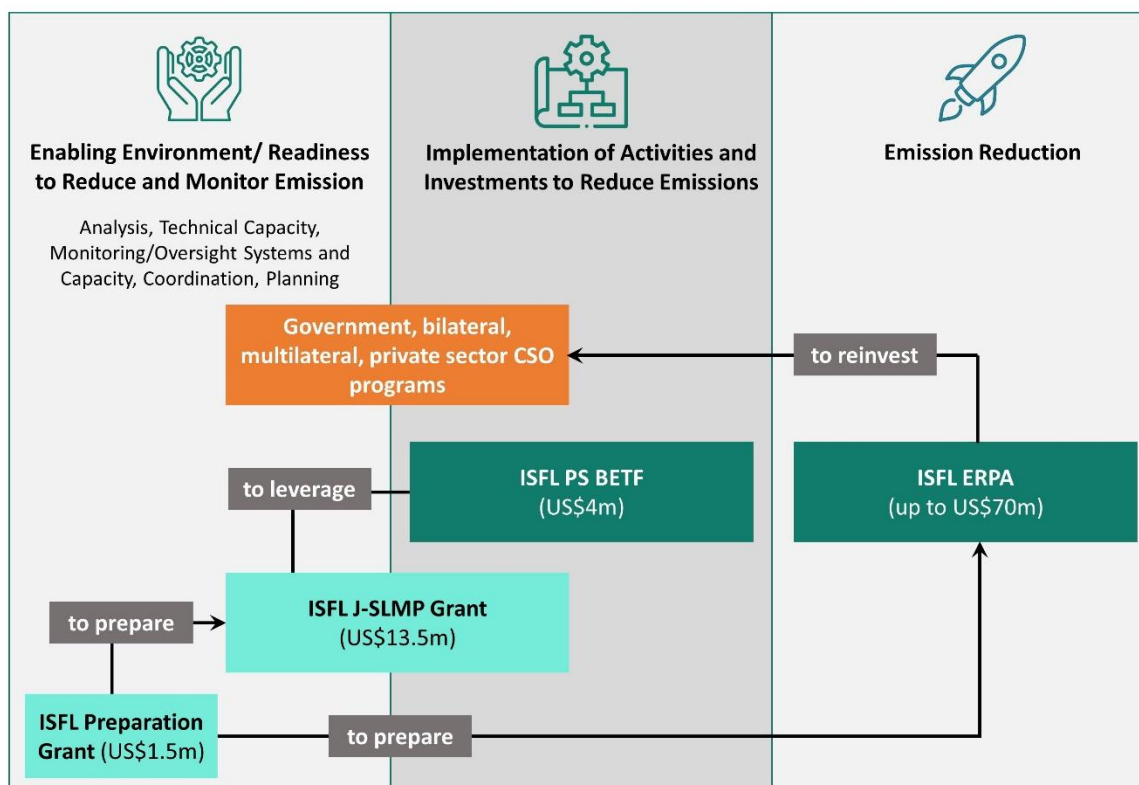 Enabling Environment/ Readiness
to Reduce and Monitor Emission
Analysis, Technical Capacity,
Monitoring/Oversight Systems and
Capacity, Coordination, Planning
Implementation of Activities and
Investments to Reduce Emissions
Emission Reduction
Government, bilateral,
multilateral, private sector CSO
programs
to reinvest
to leverage
ISFL PS BETF
(US$4m)
ISFL ERPA
(up to US$70m)
to prepare
ISFL J-SLMP Grant
(US$13.5m)
ISFL Preparation
Grant (US$1.5m)
to prepare